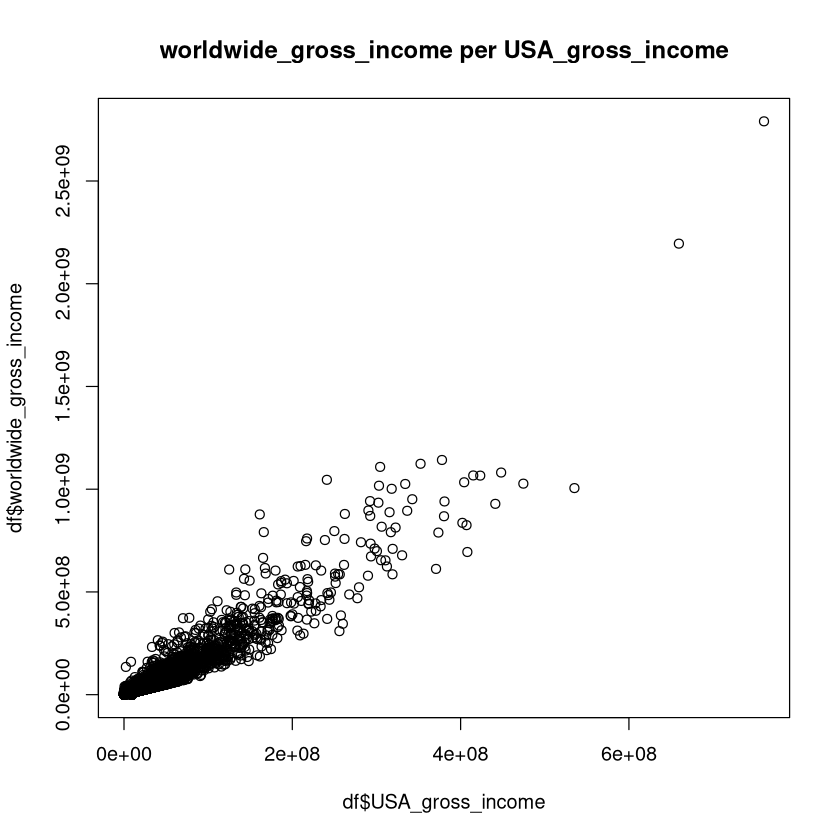 worldwide_gross_income per USA_gross_income
2.5e+09
2.0e+09
1.5e+09
1.0e+09
5.0e+08
0.0e+00
df$worldwide_gross_income
0e+00 2e+08 4e+08 6e+08
df$USA_gross_income